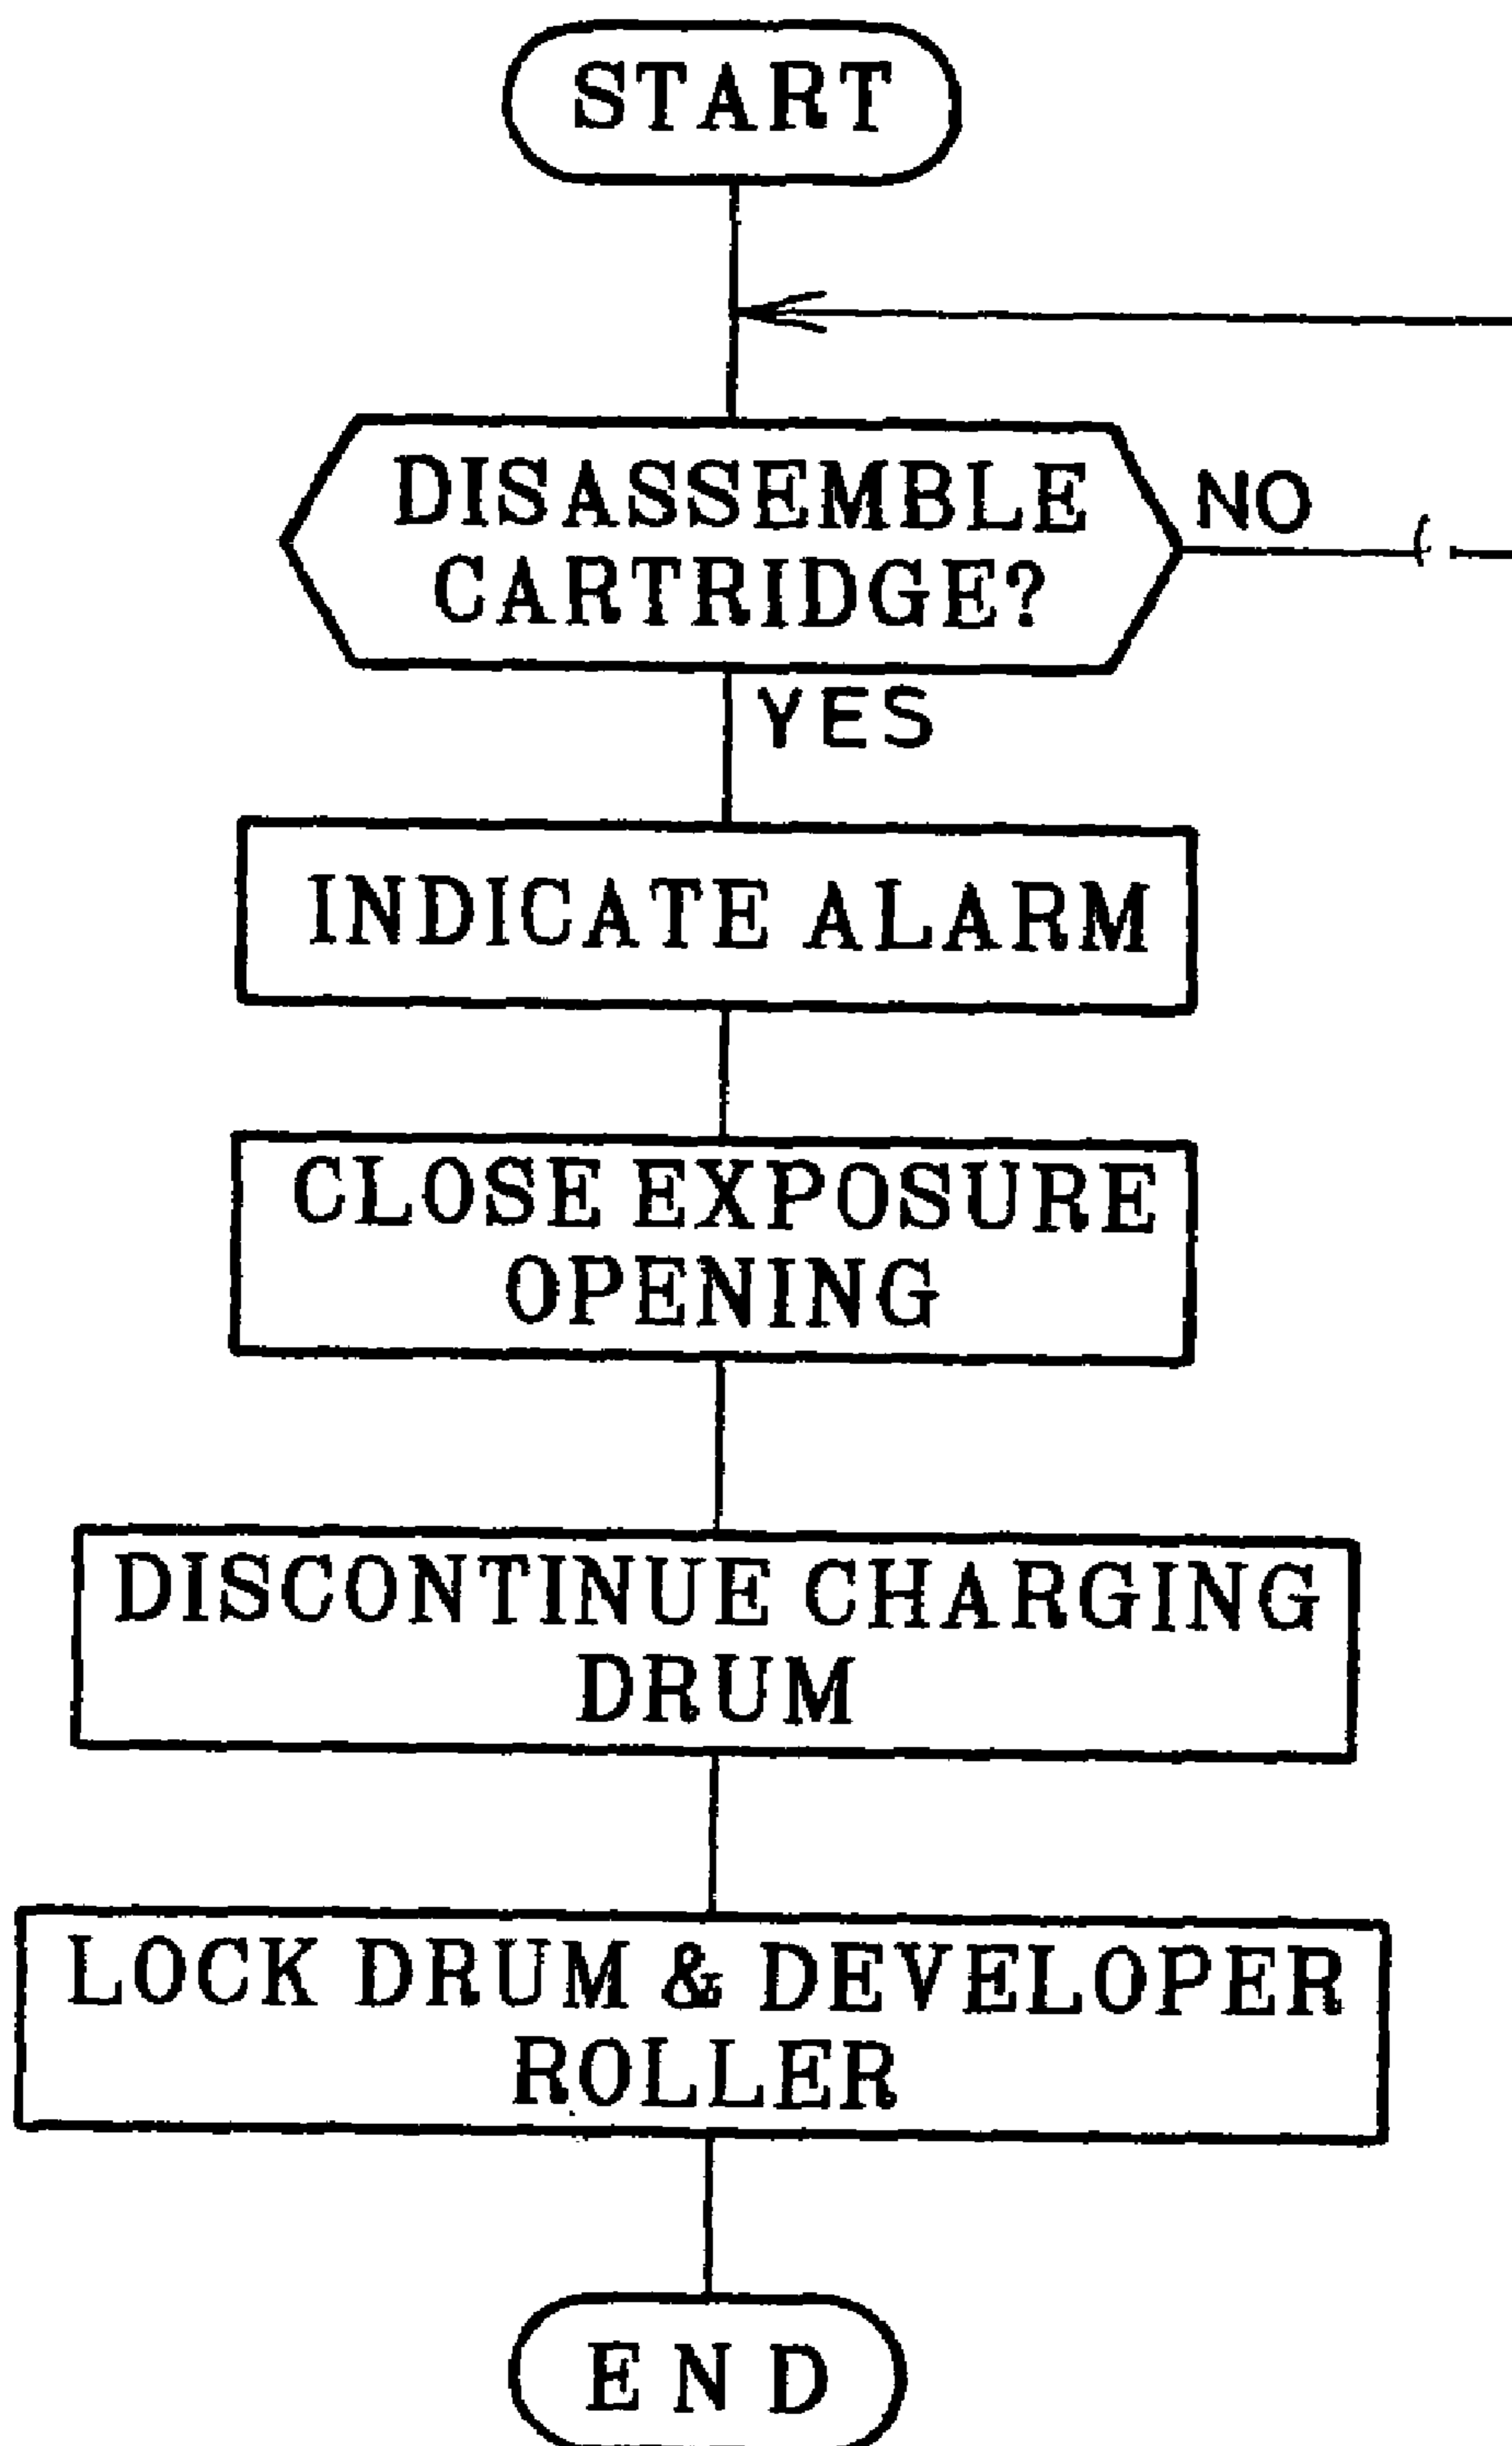 START
DISASSEMBLE
CARTRIDGE?
NO
YES
INDICATE ALARM
CLOSE EXPOSURE
OPENING
DISCONTINUE CHARGING
DRUM
LOCK DRUM & DEVELOPER
ROLLER
END